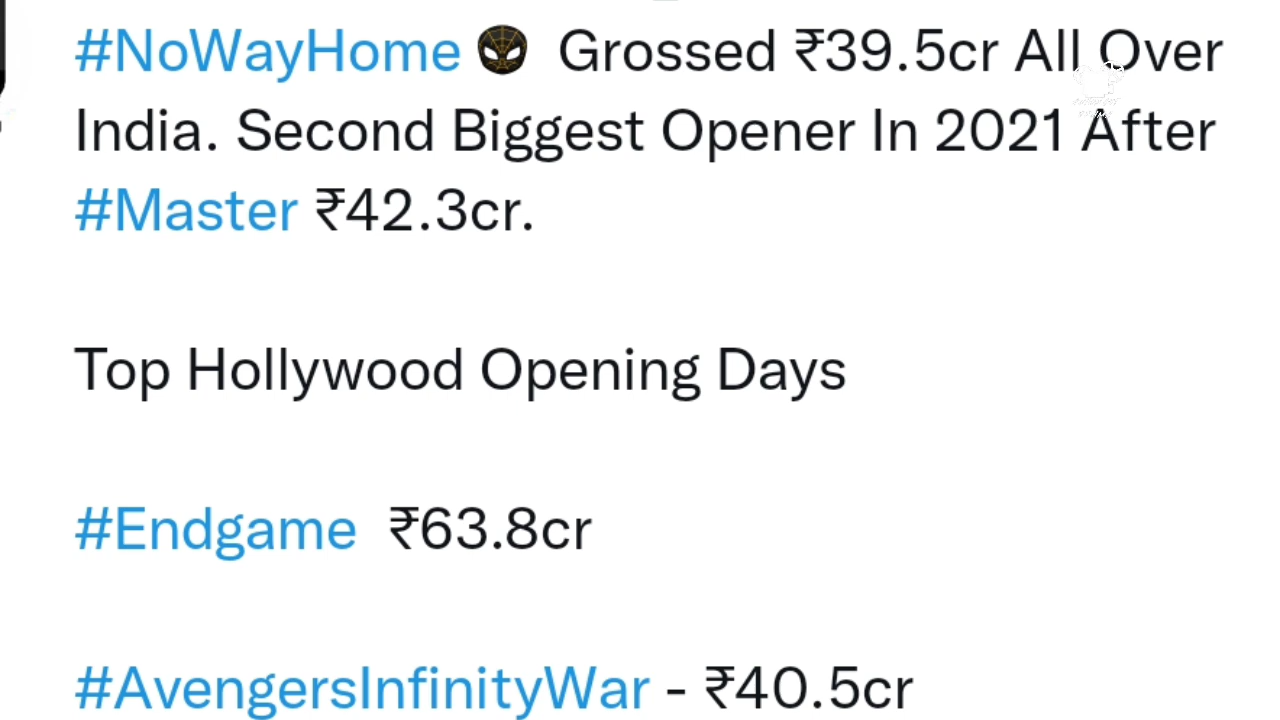 #NoWayHome Grossed ₹39.5cr All Over
India. Second Biggest Opener In 2021 After
#Master ₹42.3cr.
Top Hollywood Opening Days
#Endgame ₹63.8cr
#AvengersInfinityWar - ₹40.5cr